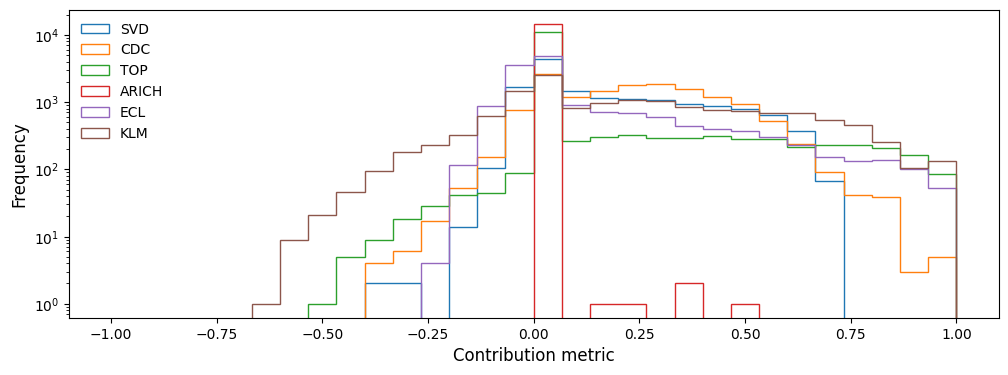 SVD
CDC
TOP
ARICH
ECL
KLM
Frequency
10⁴
10³
10²
10¹
10⁰
−1.00 −0.75 −0.50 −0.25 0.00 0.25 0.50 0.75 1.00
Contribution metric